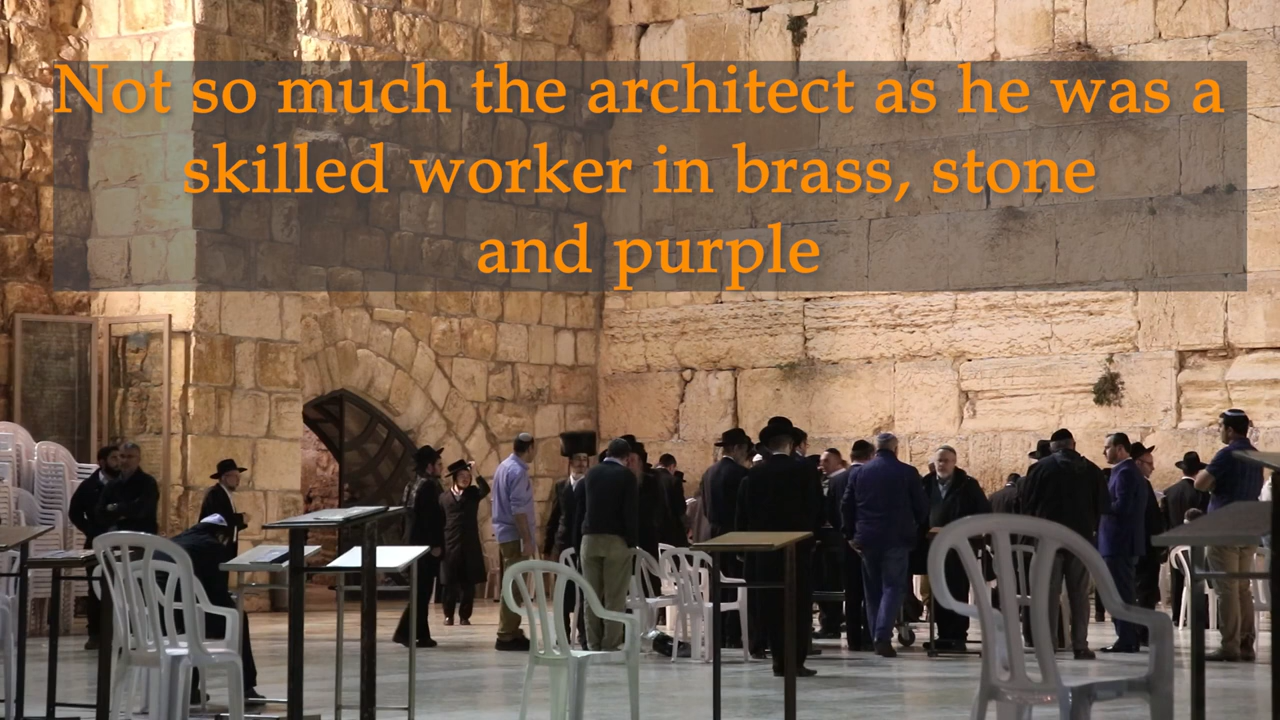 Not so much the architect as he was a
skilled worker in brass, stone
and purple